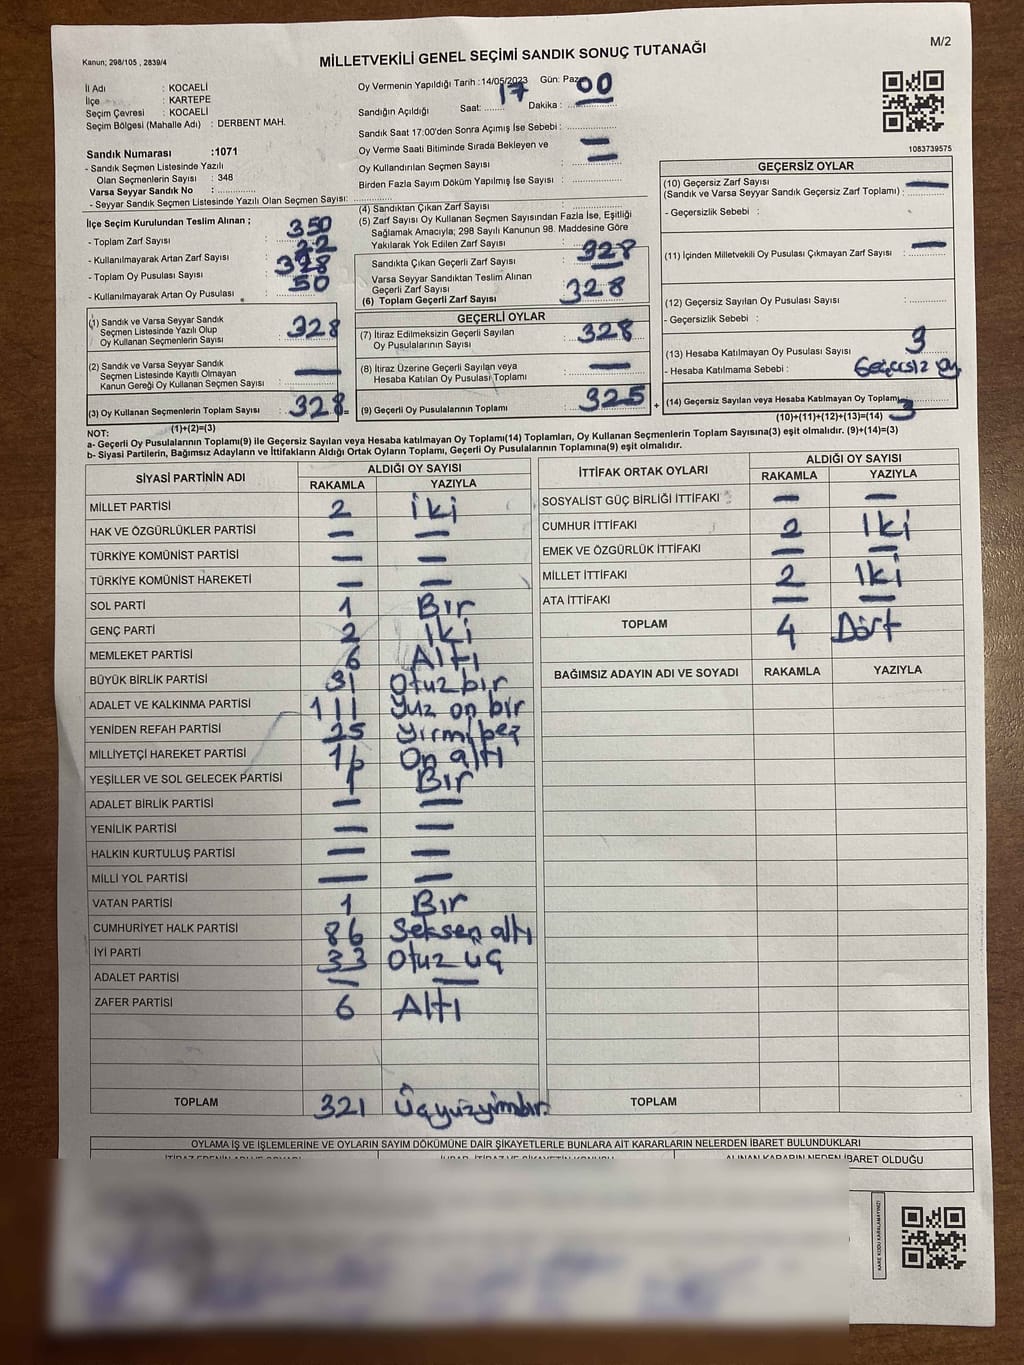 Kanun; 298/105 , 2839/4
MİLLETVEKİLİ GENEL SEÇİMİ SANDIK SONUÇ TUTANAĞI
M/2
İl Adı : KOCAELİ
İlçe : KARTEPE
Seçim Çevresi : KOCAELİ
Seçim Bölgesi (Mahalle Adı) : DERBENT MAH.
Sandık Numarası :1071
- Sandık Seçmen Listesinde Yazılı
Olan Seçmenlerin Sayısı : 348
Varsa Seyyar Sandık No :
- Seyyar Sandık Seçmen Listesinde Yazılı Olan Seçmen Sayısı:
Oy Vermenin Yapıldığı Tarih : 14/05/2023 Gün: Pazar
Sandığın Açıldığı Saat: 17 Dakika : 00
Sandık Saat 17:00'den Sonra Açımış İse Sebebi :
Oy Verme Saati Bitiminde Sırada Bekleyen ve —
Oy Kullandırılan Seçmen Sayısı : —
Birden Fazla Sayım Döküm Yapılmış İse Sayısı :
1083739575
İlçe Seçim Kurulundan Teslim Alınan ;
- Toplam Zarf Sayısı : 350
- Kullanılmayarak Artan Zarf Sayısı : 22
- Toplam Oy Pusulası Sayısı : 378
- Kullanılmayarak Artan Oy Pusulası : 50
(1) Sandık ve Varsa Seyyar Sandık
Seçmen Listesinde Yazılı Olup
Oy Kullanan Seçmenlerin Sayısı : 328
(2) Sandık ve Varsa Seyyar Sandık
Seçmen Listesinde Kayıtlı Olmayan
Kanun Gereği Oy Kullanan Seçmen Sayısı : —
(3) Oy Kullanan Seçmenlerin Toplam Sayısı : 328 =
(1)+(2)=(3)
(4) Sandıktan Çıkan Zarf Sayısı :
(5) Zarf Sayısı Oy Kullanan Seçmen Sayısından Fazla İse, Eşitliği
Sağlamak Amacıyla; 298 Sayılı Kanunun 98. Maddesine Göre
Yakılarak Yok Edilen Zarf Sayısı :
Sandıkta Çıkan Geçerli Zarf Sayısı : 328
Varsa Seyyar Sandıktan Teslim Alınan
Geçerli Zarf Sayısı : —
(6) Toplam Geçerli Zarf Sayısı : 328
GEÇERLİ OYLAR
(7) İtiraz Edilmeksizin Geçerli Sayılan
Oy Pusulalarının Sayısı : 328
(8) İtiraz Üzerine Geçerli Sayılan veya
Hesaba Katılan Oy Pusulası Toplamı : —
(9) Geçerli Oy Pusulalarının Toplamı : 325 +
GEÇERSİZ OYLAR
(10) Geçersiz Zarf Sayısı
(Sandık ve Varsa Seyyar Sandık Geçersiz Zarf Toplamı) : —
- Geçersizlik Sebebi :
(11) İçinden Milletvekili Oy Pusulası Çıkmayan Zarf Sayısı : —
(12) Geçersiz Sayılan Oy Pusulası Sayısı :
- Geçersizlik Sebebi :
(13) Hesaba Katılmayan Oy Pusulası Sayısı : 3
- Hesaba Katılmama Sebebi : Geçersiz oy
(14) Geçersiz Sayılan veya Hesaba Katılmayan Oy Toplamı 3
(10)+(11)+(12)+(13)=(14)
NOT:
a- Geçerli Oy Pusulalarının Toplamı(9) ile Geçersiz Sayılan veya Hesaba katılmayan Oy Toplamı(14) Toplamları, Oy Kullanan Seçmenlerin Toplam Sayısına(3) eşit olmalıdır. (9)+(14)=(3)
b- Siyasi Partilerin, Bağımsız Adayların ve İttifakların Aldığı Ortak Oyların Toplamı, Geçerli Oy Pusulalarının Toplamına(9) eşit olmalıdır.
SİYASİ PARTİNİN ADI ALDIĞI OY SAYISI
RAKAMLA YAZIYLA
MİLLET PARTİSİ 2 İki
HAK VE ÖZGÜRLÜKLER PARTİSİ — —
TÜRKİYE KOMÜNİST PARTİSİ — —
TÜRKİYE KOMÜNİST HAREKETİ — —
SOL PARTİ 1 Bir
GENÇ PARTİ 2 İki
MEMLEKET PARTİSİ 6 Altı
BÜYÜK BİRLİK PARTİSİ 31 Otuz bir
ADALET VE KALKINMA PARTİSİ 111 Yüz on bir
YENİDEN REFAH PARTİSİ 25 Yirmi beş
MİLLİYETÇİ HAREKET PARTİSİ 16 On altı
YEŞİLLER VE SOL GELECEK PARTİSİ 1 Bir
ADALET BİRLİK PARTİSİ — —
YENİLİK PARTİSİ — —
HALKIN KURTULUŞ PARTİSİ — —
MİLLİ YOL PARTİSİ — —
VATAN PARTİSİ 1 Bir
CUMHURİYET HALK PARTİSİ 86 Seksen altı
İYİ PARTİ 33 Otuz üç
ADALET PARTİSİ — —
ZAFER PARTİSİ 6 Altı
TOPLAM 321 Üçyüzyirmibir
İTTİFAK ORTAK OYLARI ALDIĞI OY SAYISI
RAKAMLA YAZIYLA
SOSYALİST GÜÇ BİRLİĞİ İTTİFAKI — —
CUMHUR İTTİFAKI 2 İki
EMEK VE ÖZGÜRLÜK İTTİFAKI — —
MİLLET İTTİFAKI 2 İki
ATA İTTİFAKI — —
TOPLAM 4 Dört
BAĞIMSIZ ADAYIN ADI VE SOYADI RAKAMLA YAZIYLA
TOPLAM
OYLAMA İŞ VE İŞLEMLERİNE VE OYLARIN SAYIM DÖKÜMÜNE DAİR ŞİKAYETLERLE BUNLARA AİT KARARLARIN NELERDEN İBARET BULUNDUKLARI
ALINAN KARARIN NEDEN İBARET OLDUĞU
KARE KODU KARALAMAYINIZ!